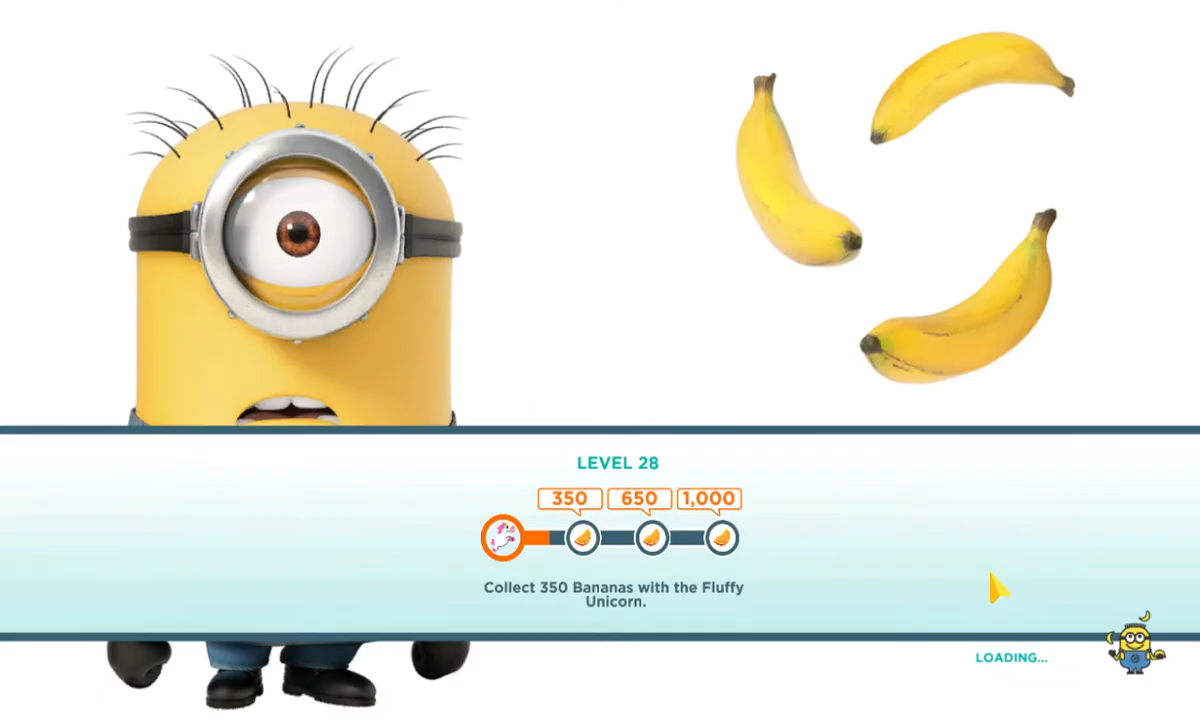 LEVEL 28
350 650 1,000
Collect 350 Bananas with the Fluffy
Unicorn.
LOADING...